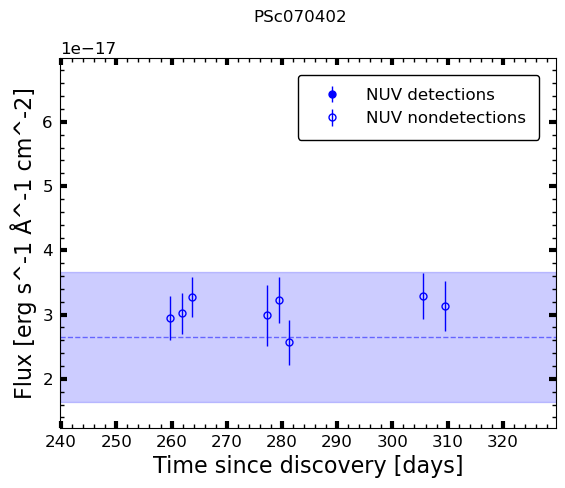 PSc070402
1e−17
NUV detections
NUV nondetections
6
5
4
3
2
240 250 260 270 280 290 300 310 320
Time since discovery [days]
Flux [erg s^-1 Å^-1 cm^-2]